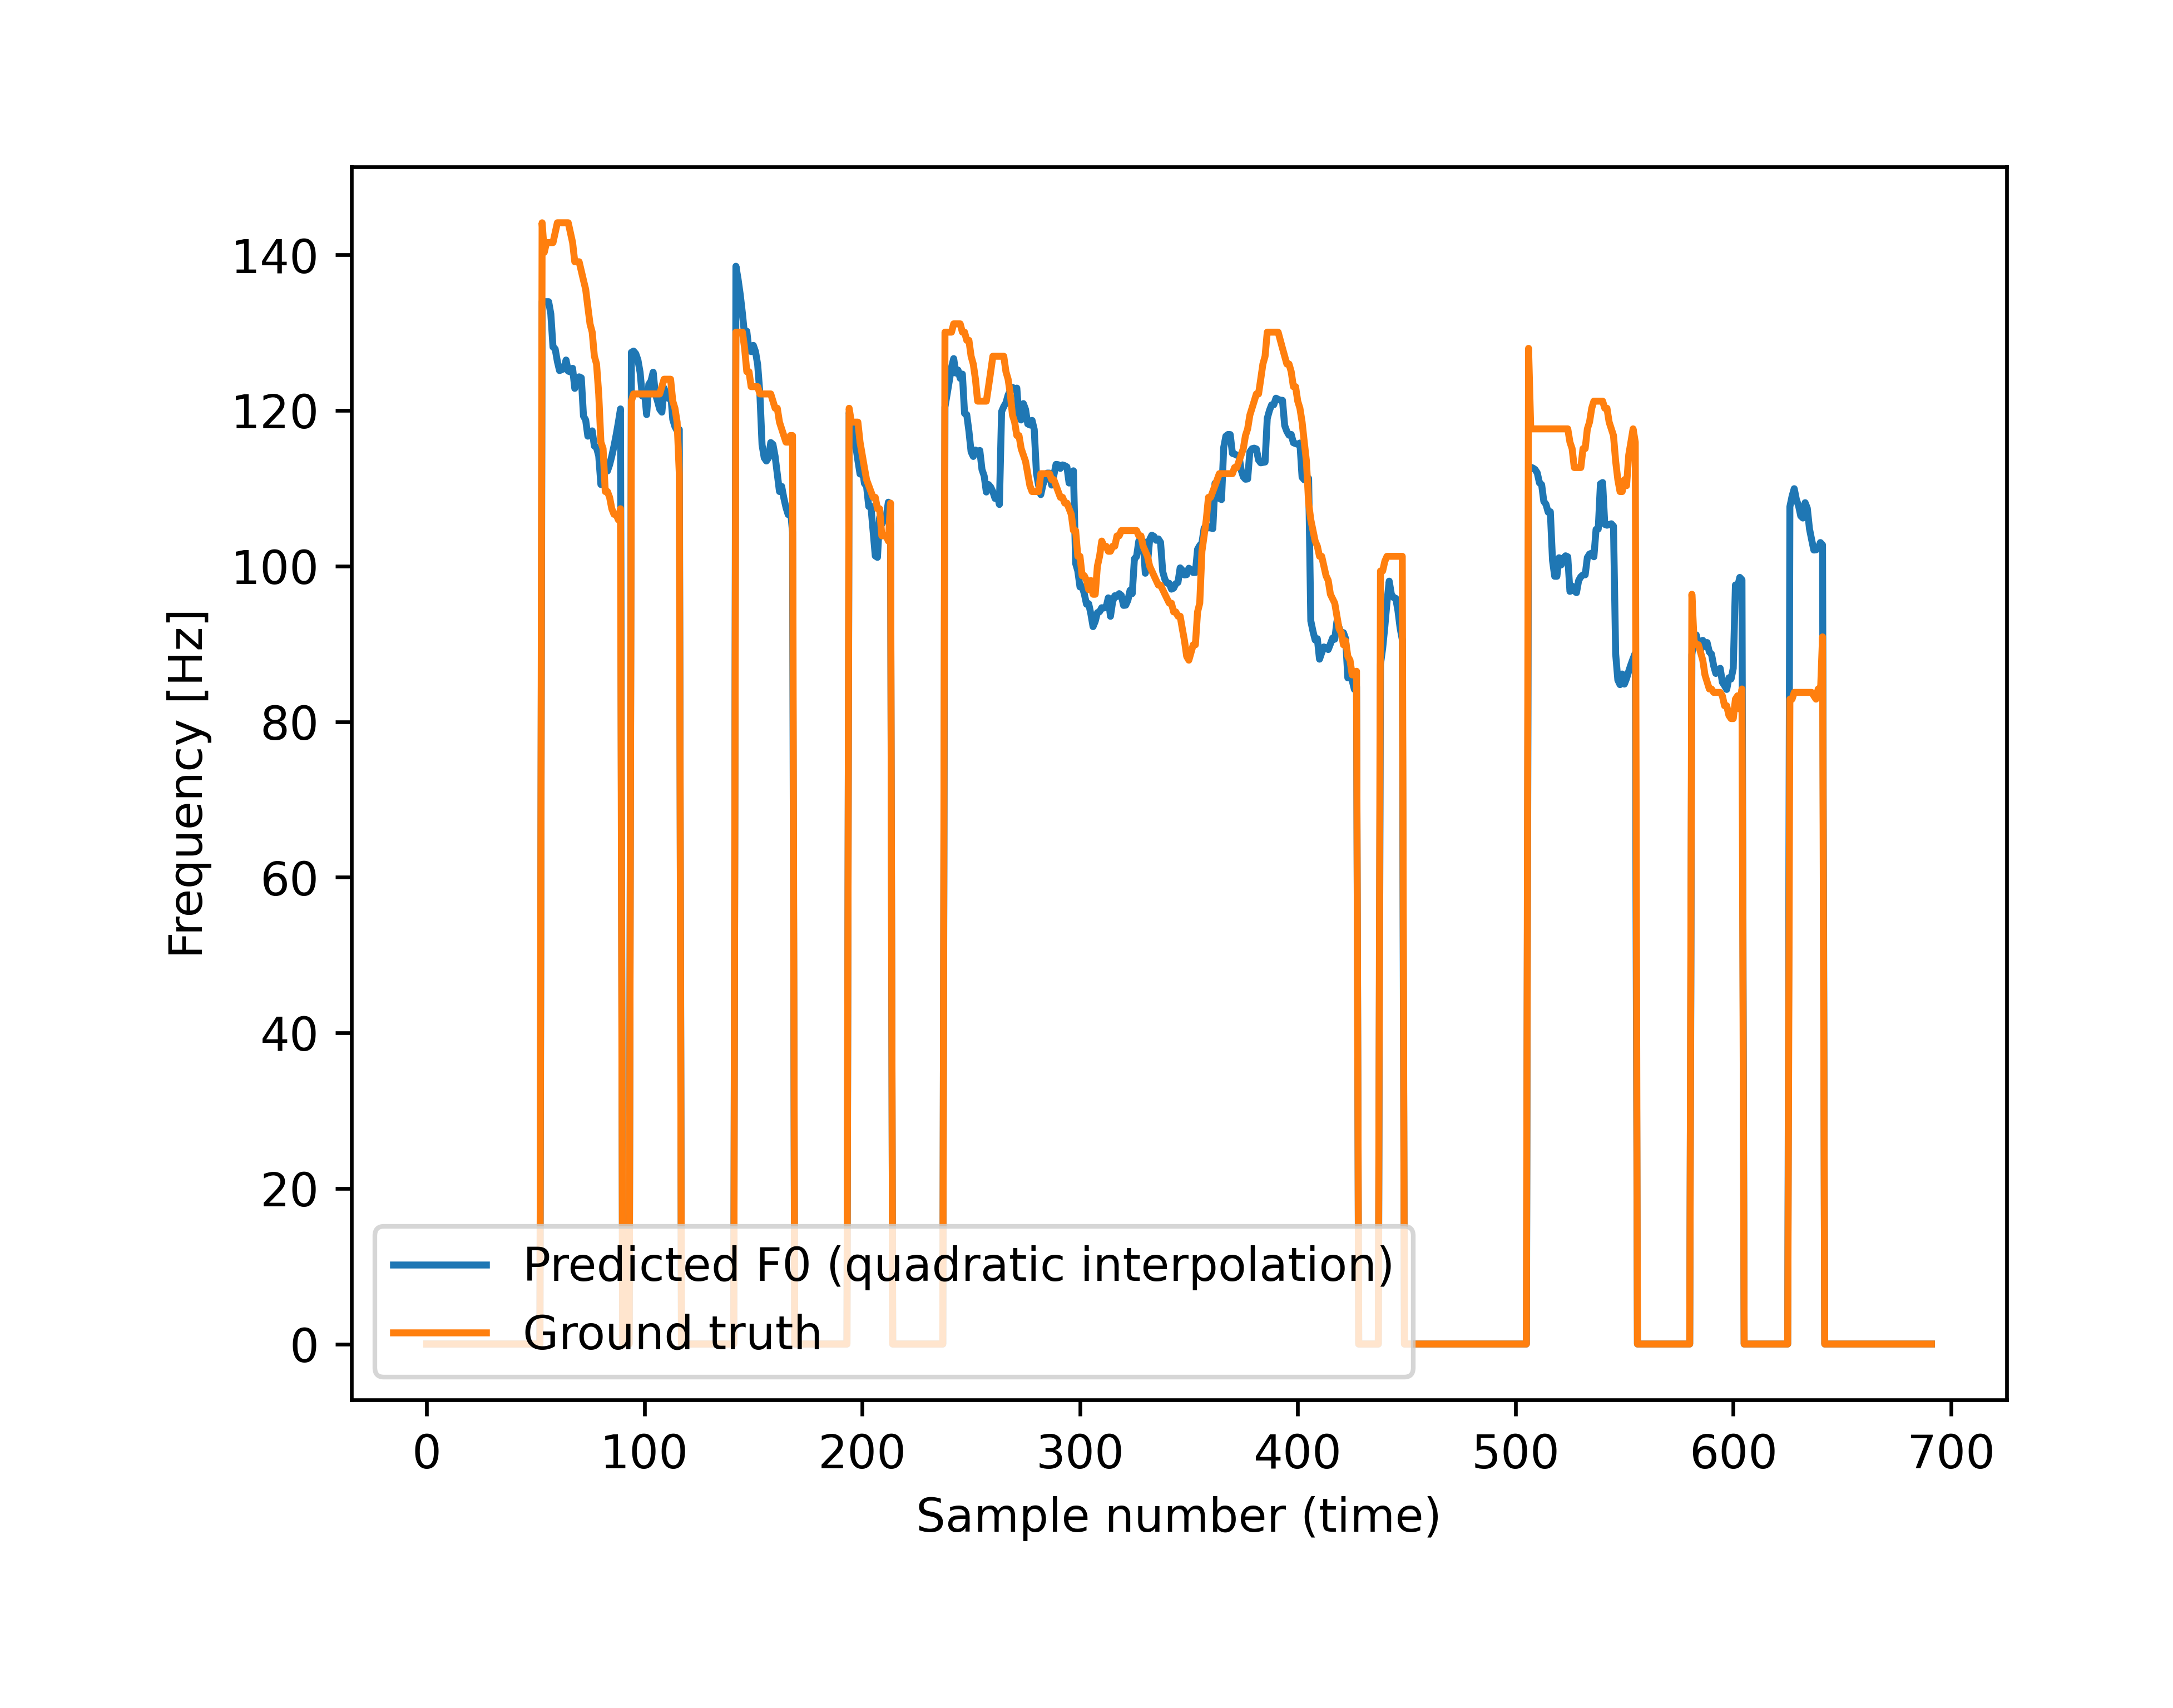 140
120
100
80
60
40
20
0
Frequency [Hz]
Predicted F0 (quadratic interpolation)
Ground truth
0 100 200 300 400 500 600 700
Sample number (time)